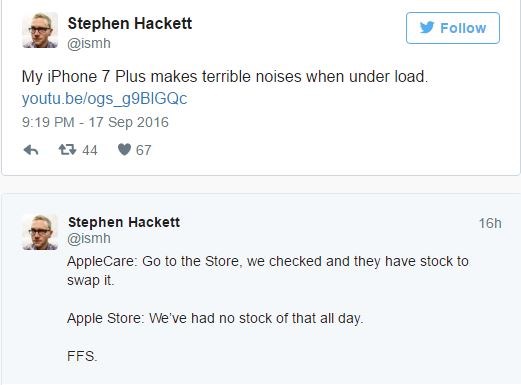 Stephen Hackett
@ismh
Follow
My iPhone 7 Plus makes terrible noises when under load.
youtu.be/ogs_g9BIGQc
9:19 PM - 17 Sep 2016
44
67
Stephen Hackett
16h
@ismh
AppleCare: Go to the Store, we checked and they have stock to
swap it.
Apple Store: We've had no stock of that all day.
FFS.